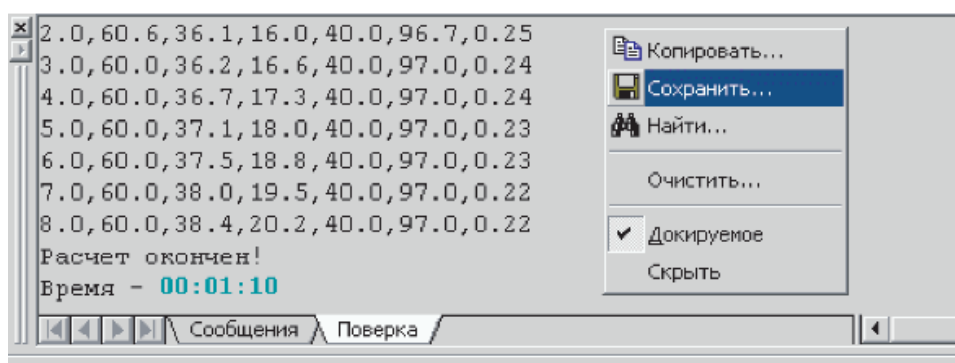 2.0,60.6,36.1,16.0,40.0,96.7,0.25
3.0,60.0,36.2,16.6,40.0,97.0,0.24
4.0,60.0,36.7,17.3,40.0,97.0,0.24
5.0,60.0,37.1,18.0,40.0,97.0,0.23
6.0,60.0,37.5,18.8,40.0,97.0,0.23
7.0,60.0,38.0,19.5,40.0,97.0,0.22
8.0,60.0,38.4,20.2,40.0,97.0,0.22
Расчет окончен!
Время - 00:01:10
Копировать...
Сохранить...
Найти...
Очистить...
Докируемое
Скрыть
Сообщения
Поверка